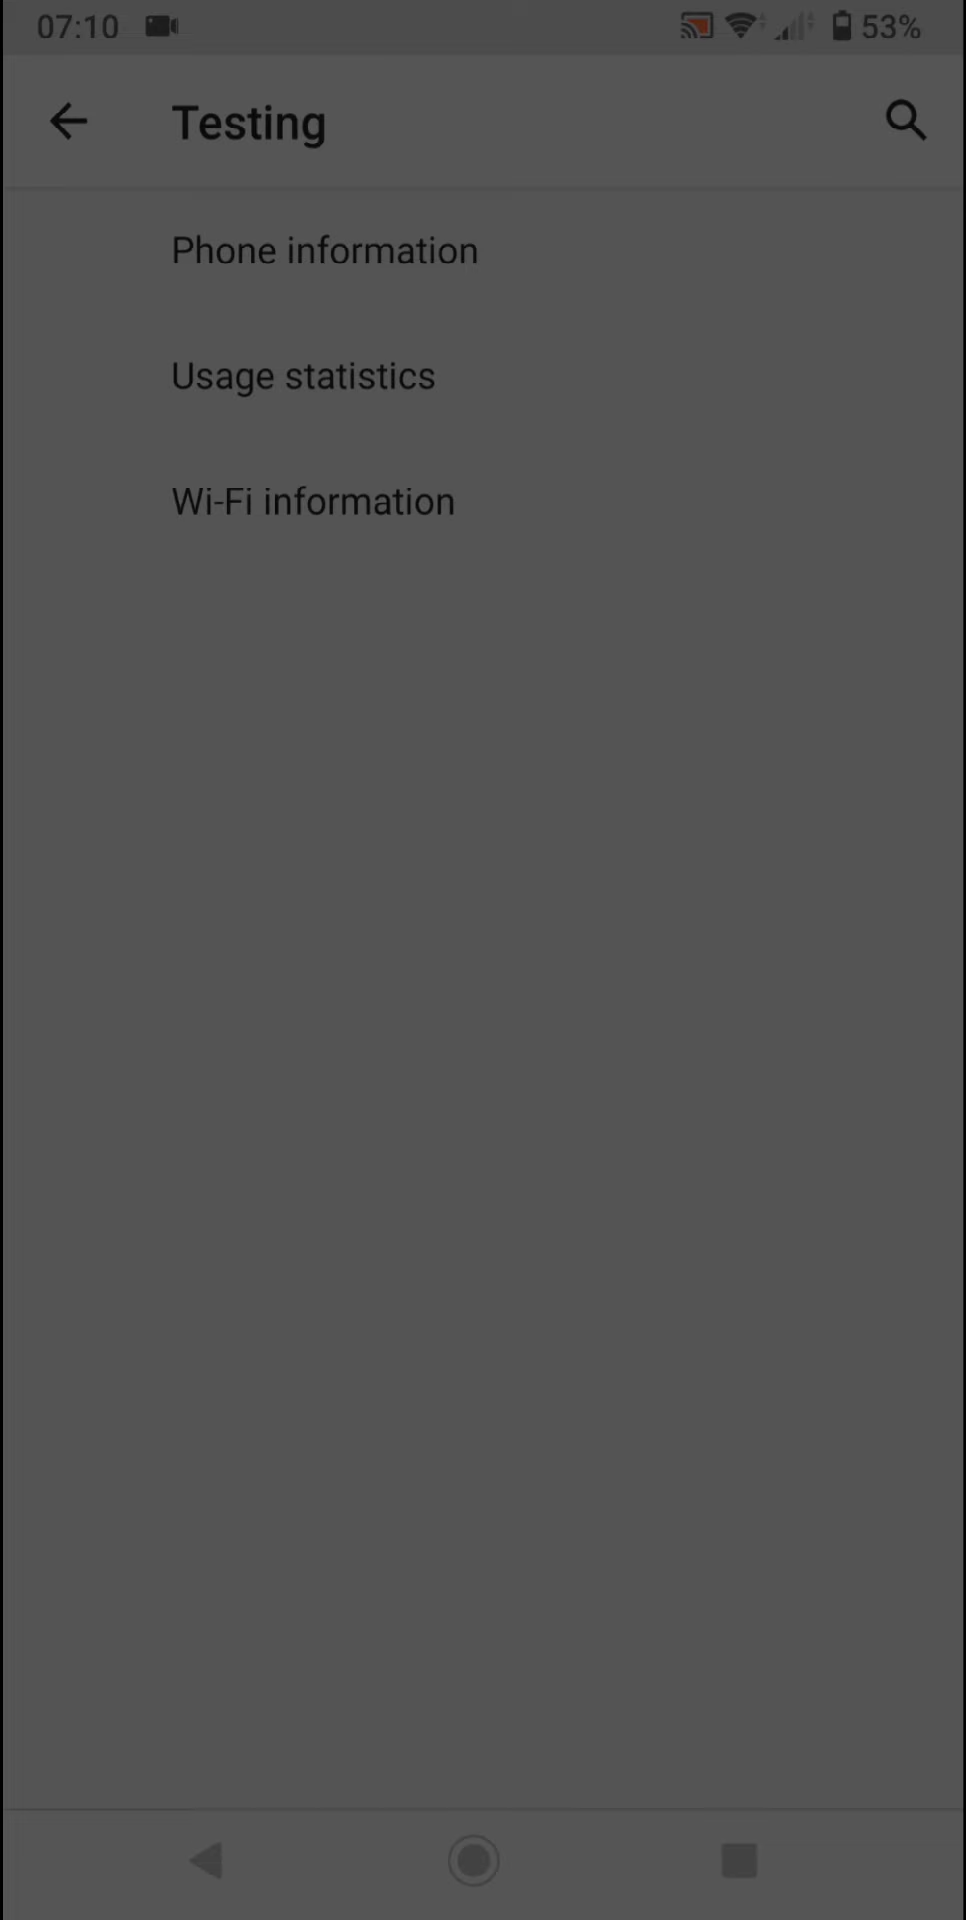 07:10 53%
Testing
Phone information
Usage statistics
Wi-Fi information